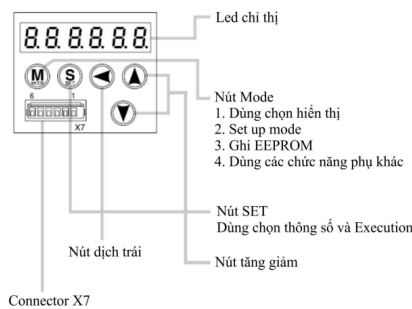 Led chỉ thị
8.8.8.8.8.8.
M
MODE
S
SET
6 1
X7
Nút Mode
1. Dùng chọn hiển thị
2. Set up mode
3. Ghi EEPROM
4. Dùng các chức năng phụ khác
Nút SET
Dùng chọn thông số và Execution
Nút dịch trái
Nút tăng giảm
Connector X7